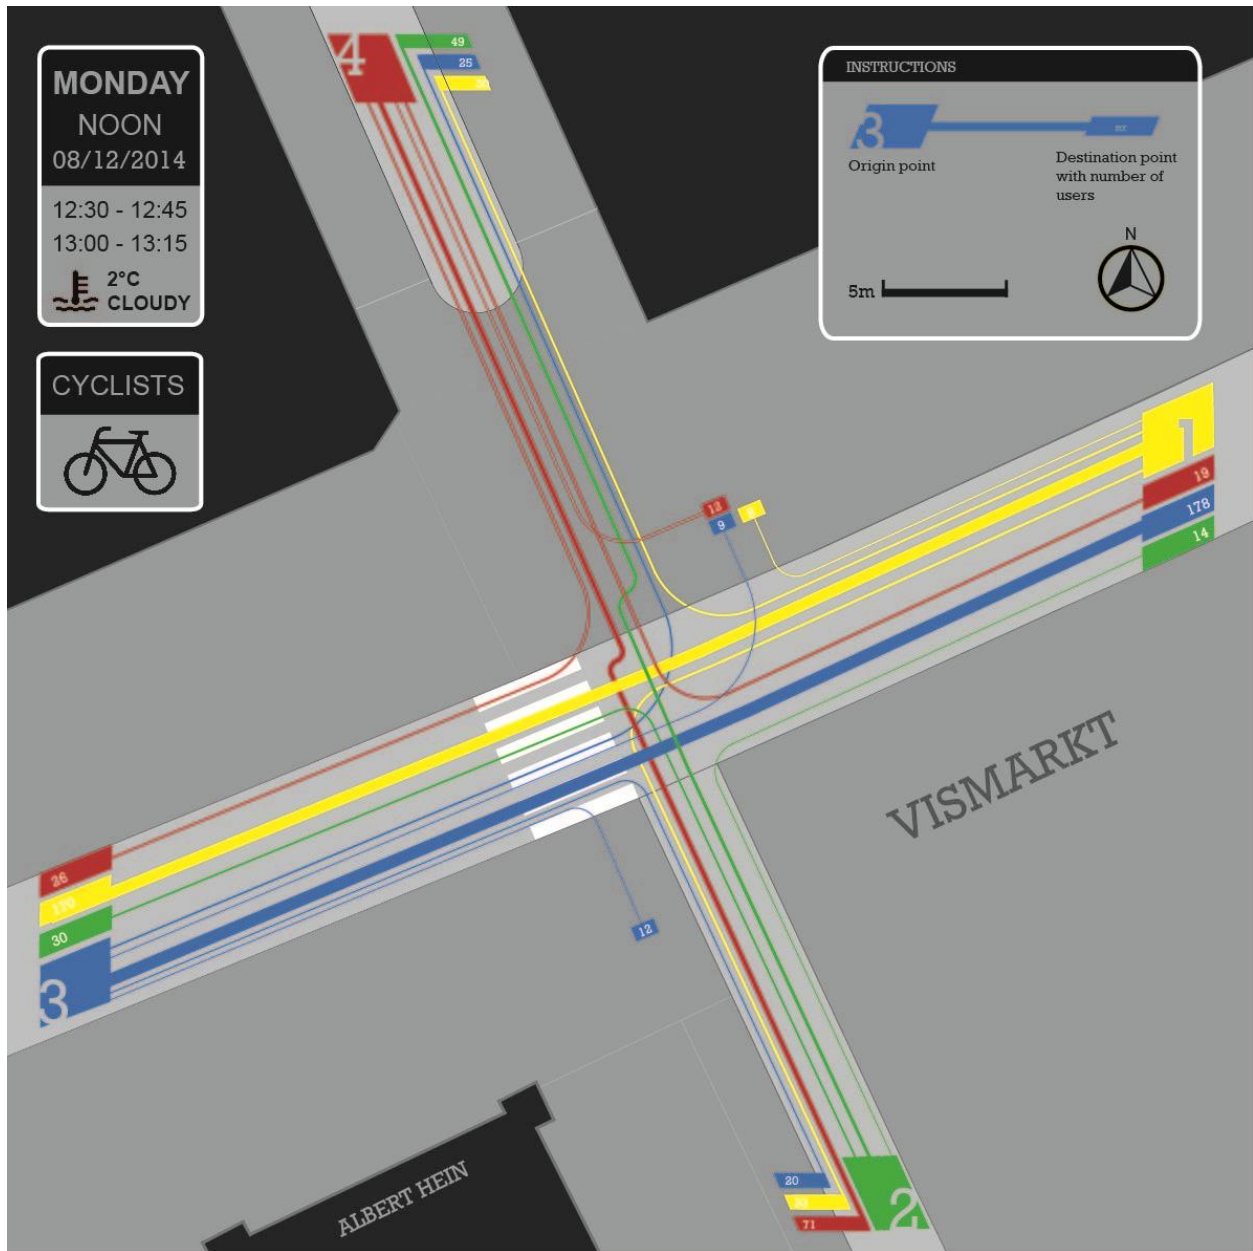 MONDAY
NOON
08/12/2014
12:30 - 12:45
13:00 - 13:15
2°C
CLOUDY
CYCLISTS
4
49
25
INSTRUCTIONS
3
Origin point
Destination point
with number of
users
N
5m
1
19
178
14
13
9
26
170
30
3
12
VISMARKT
ALBERT HEIN
20
71
2